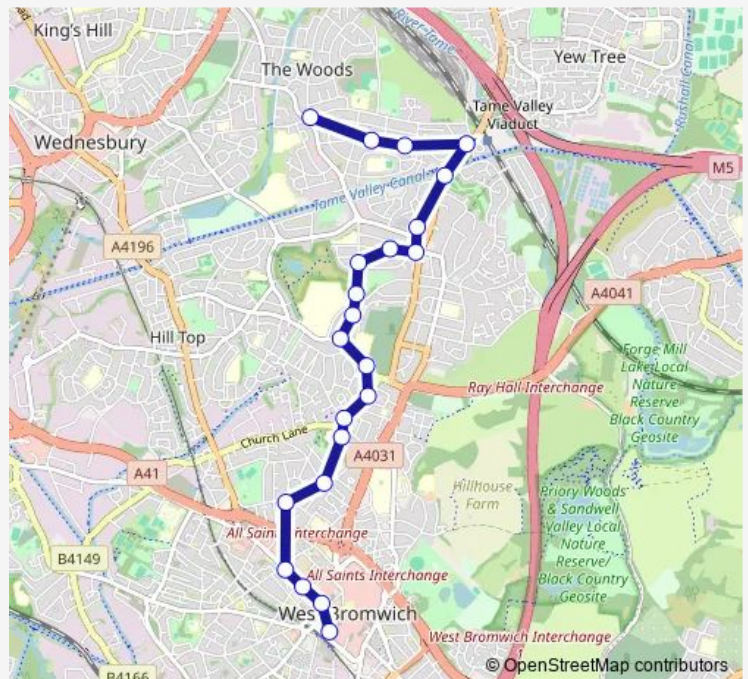 King's Hill
The Woods
River Tame
Yew Tree
Rushall Canal
Tame Valley
Viaduct
Wednesbury
M5
Tame Valley Canal
A4196
A4041
Hill Top
Forge Mill
Lake Local
Nature
Reserve
Black Country
Geosite
Ray Hall Interchange
Church Lane
A4031
A41
Hillhouse
Farm
Priory Woods
& Sandwell
Valley Local
Nature
Reserve/
Black Country
Geosite
All Saints Interchange
B4149
All Saints Interchange
West Bromwich
West Bromwich Interchange
B4166
© OpenStreetMap contributors